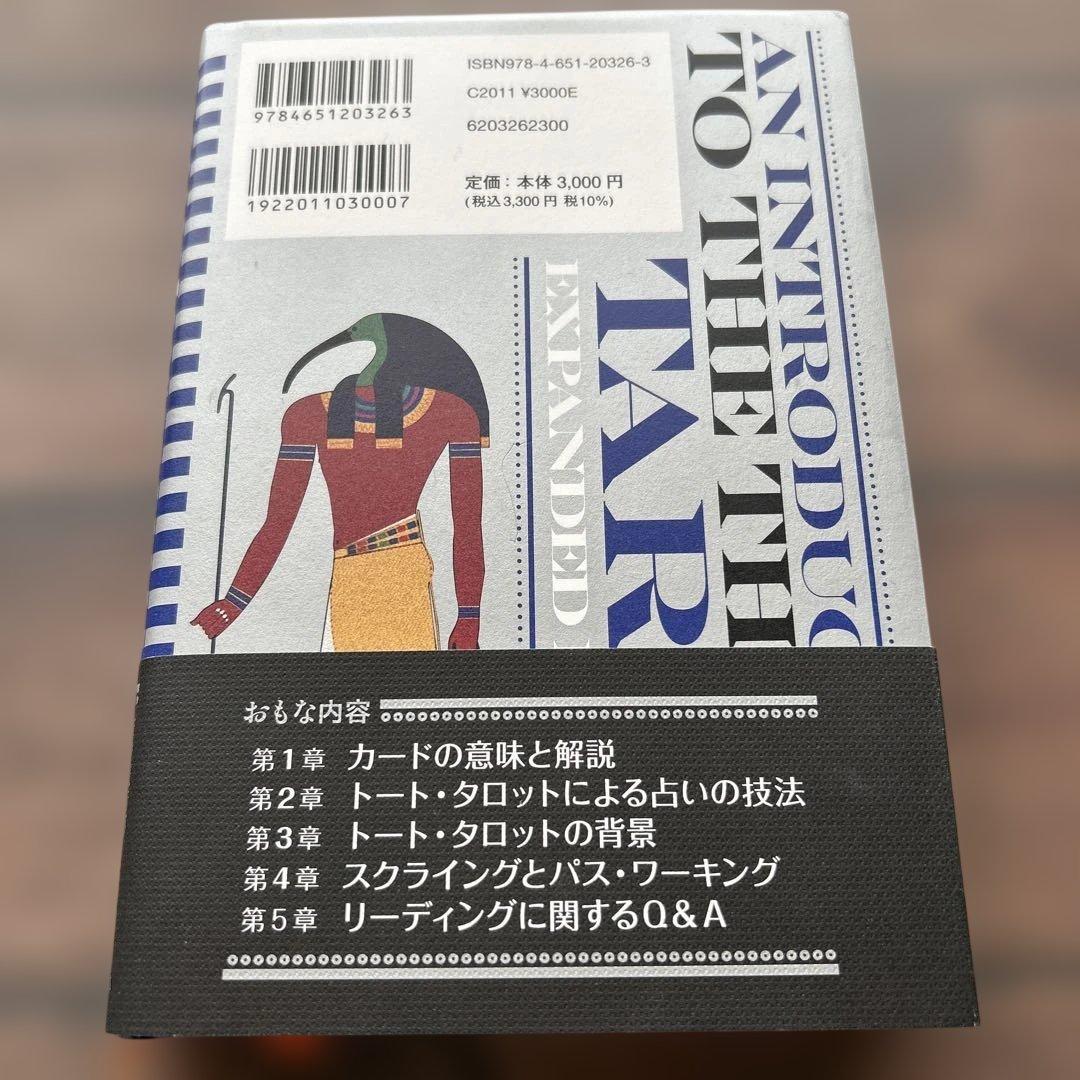 ISBN978-4-651-20326-3
C2011 ¥3000E
6203262300
9784651203263
1922011030007
定価：本体 3,000 円
(税込3,300 円 税10%)
AN INTRODUC
TO THE TH
TAR
EXPANDED
おもな内容
第1章 カードの意味と解説
第2章 トート・タロットによる占いの技法
第3章 トート・タロットの背景
第4章 スクライングとパス・ワーキング
第5章 リーディングに関するQ＆A